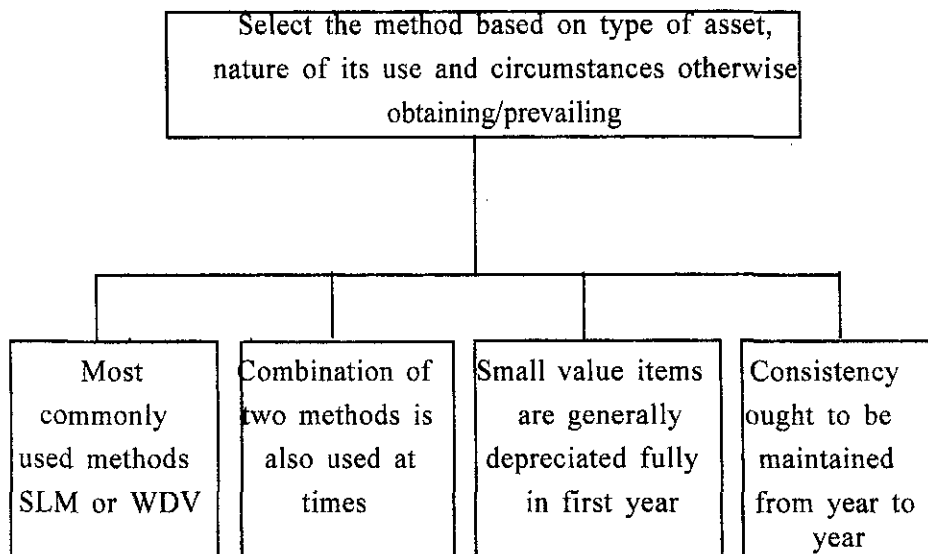 Select the method based on type of asset,
nature of its use and circumstances otherwise
obtaining/prevailing
Most
commonly
used methods
SLM or WDV
Combination of
two methods is
also used at
times
Small value items
are generally
depreciated fully
in first year
Consistency
ought to be
maintained
from year to
year